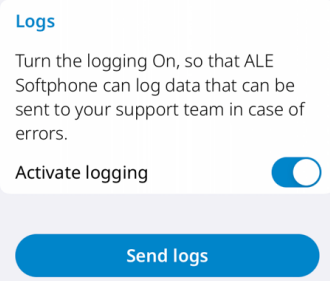 Logs
Turn the logging On, so that ALE
Softphone can log data that can be
sent to your support team in case of
errors.
Activate logging
Send logs